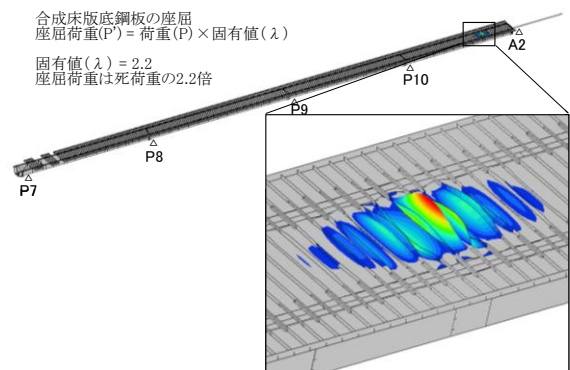 合成床版底鋼板の座屈
座屈荷重(P') = 荷重(P) × 固有値(λ)
固有値(λ) = 2.2
座屈荷重は死荷重の2.2倍
A2
P10
P9
P8
P7